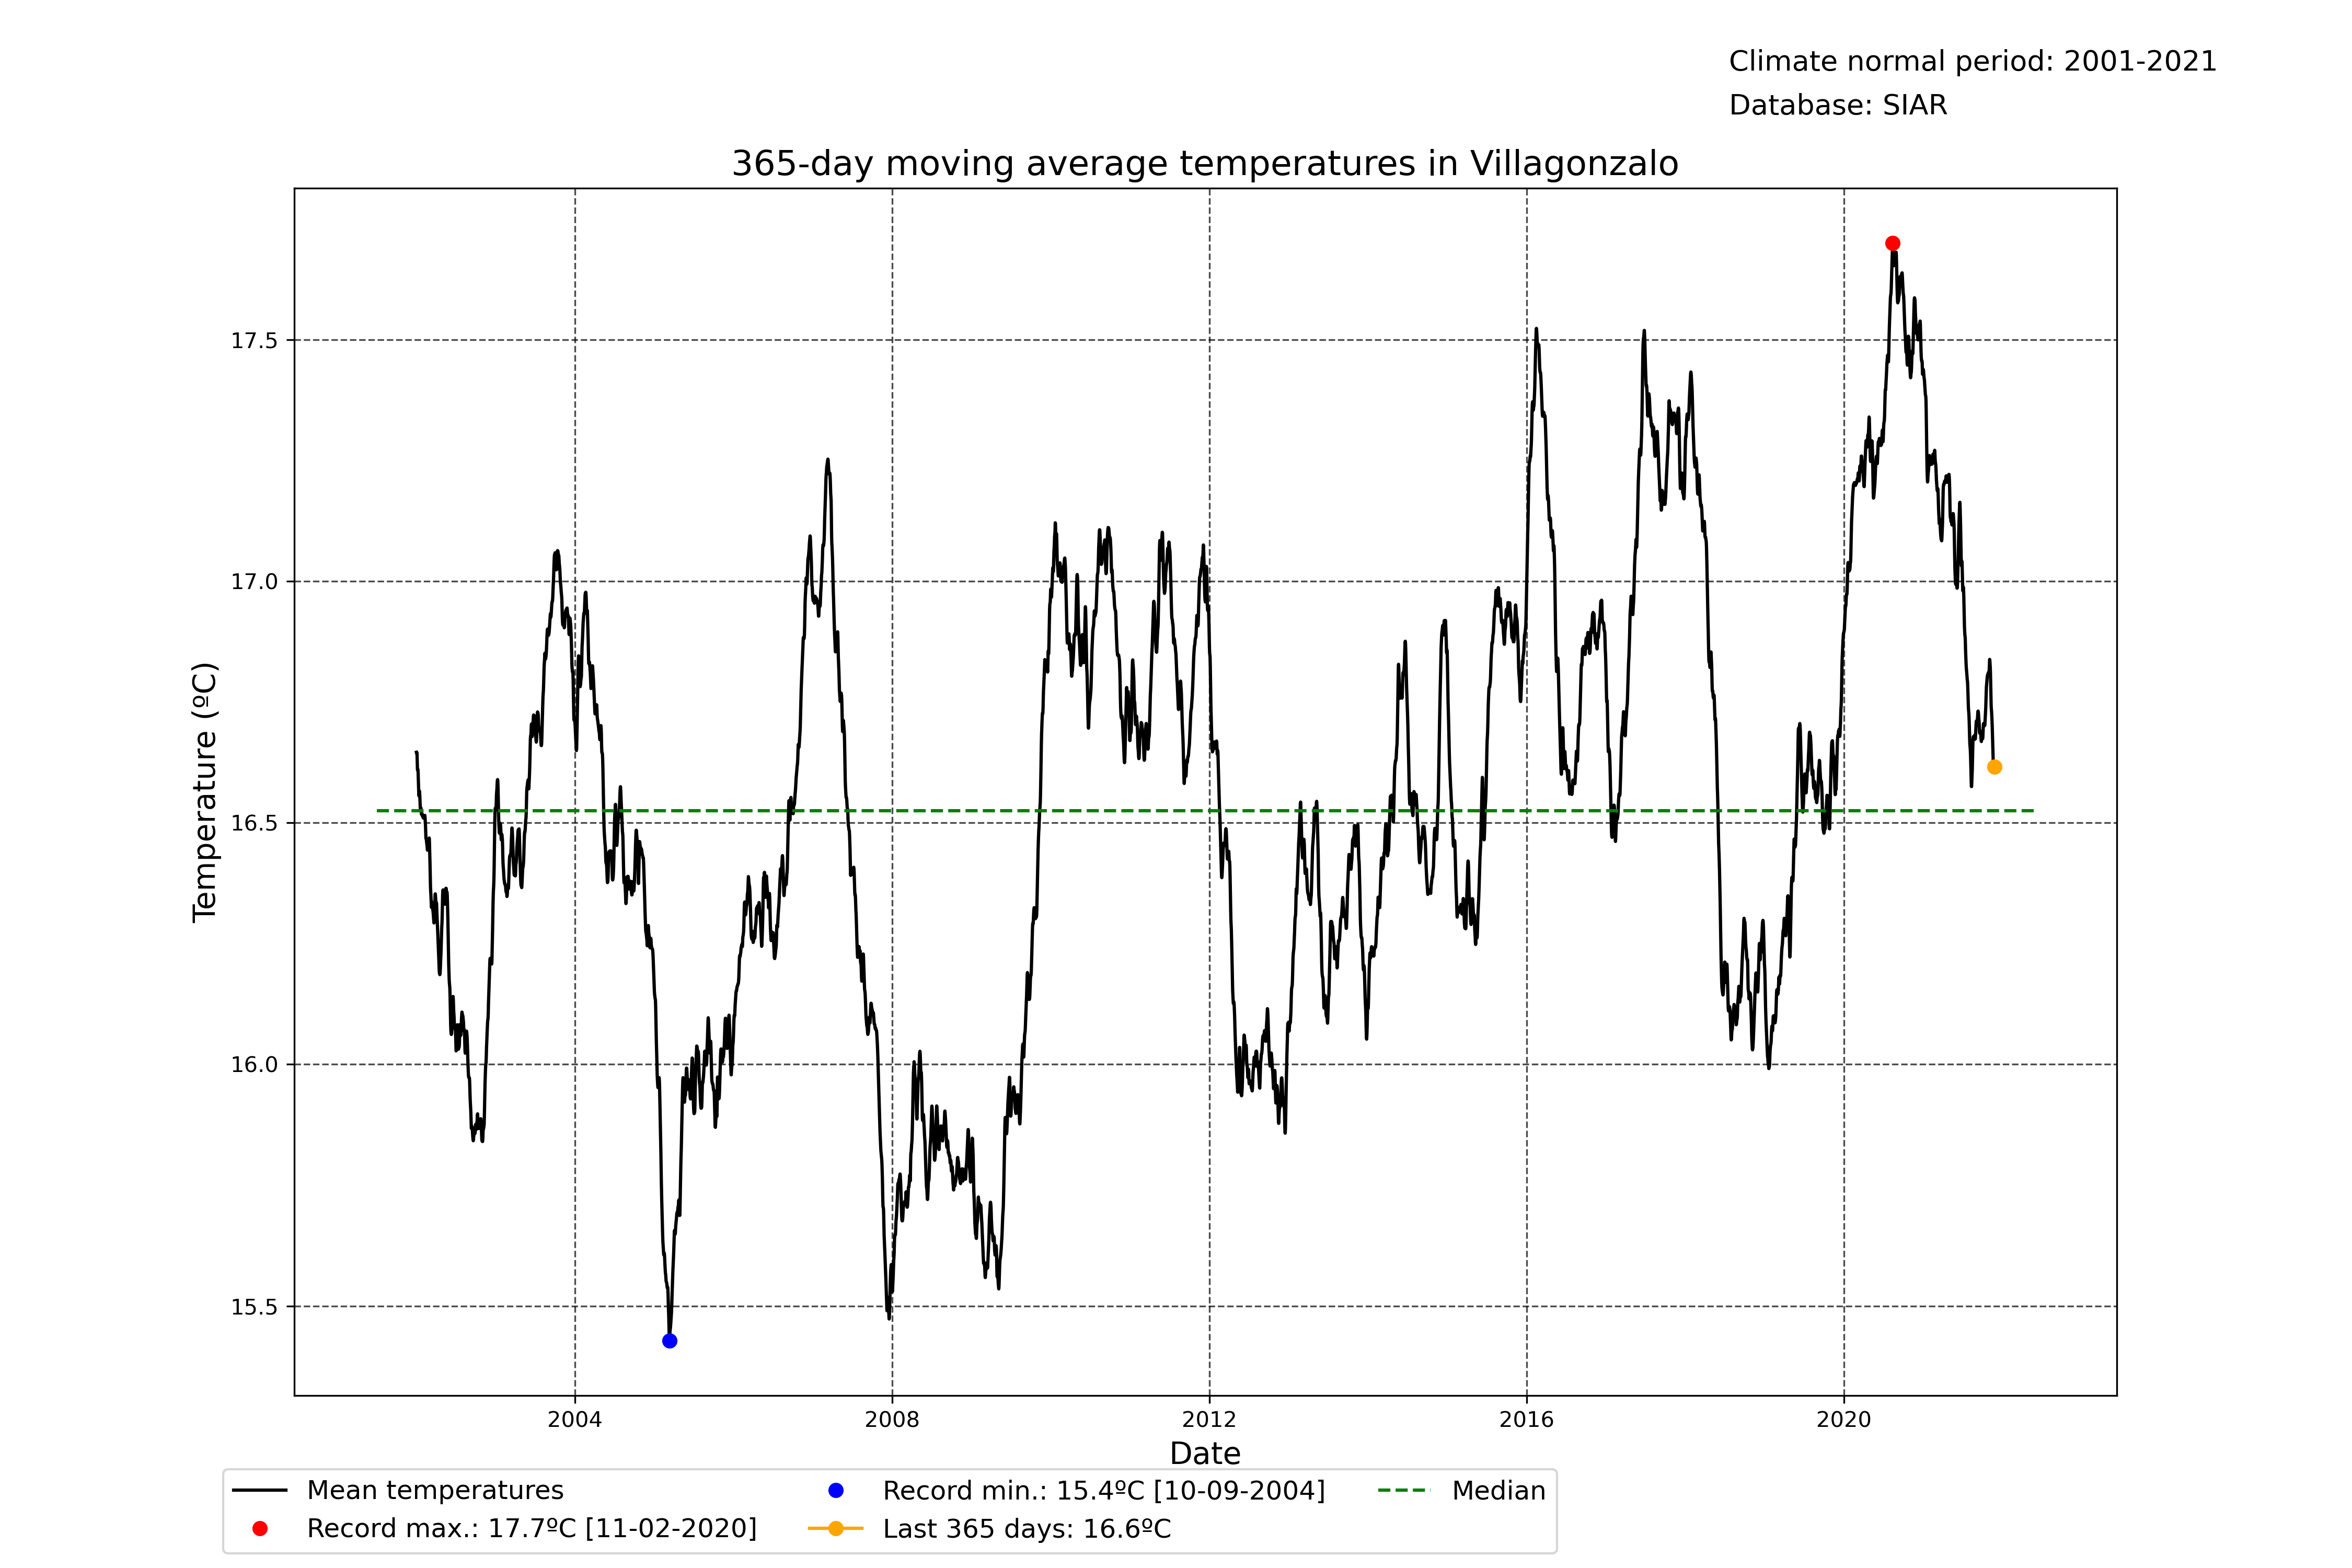 Climate normal period: 2001-2021
Database: SIAR
365-day moving average temperatures in Villagonzalo
Temperature (ºC)
17.5
17.0
16.5
16.0
15.5
2004
2008
2012
2016
2020
Date
Mean temperatures
Record max.: 17.7ºC [11-02-2020]
Record min.: 15.4ºC [10-09-2004]
Last 365 days: 16.6ºC
Median